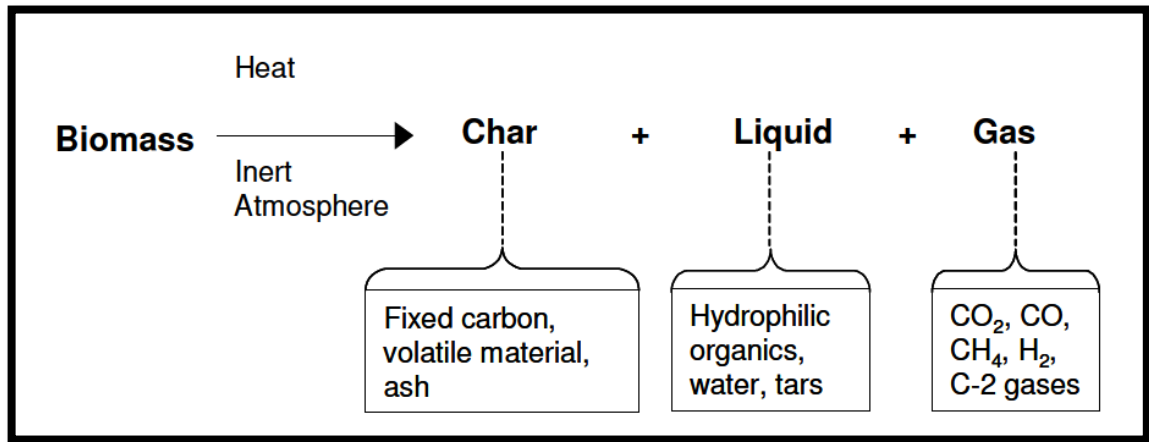 Heat
Biomass
Char + Liquid + Gas
Inert
Atmosphere
Fixed carbon,
volatile material,
ash
Hydrophilic
organics,
water, tars
CO₂, CO,
CH₄, H₂,
C-2 gases